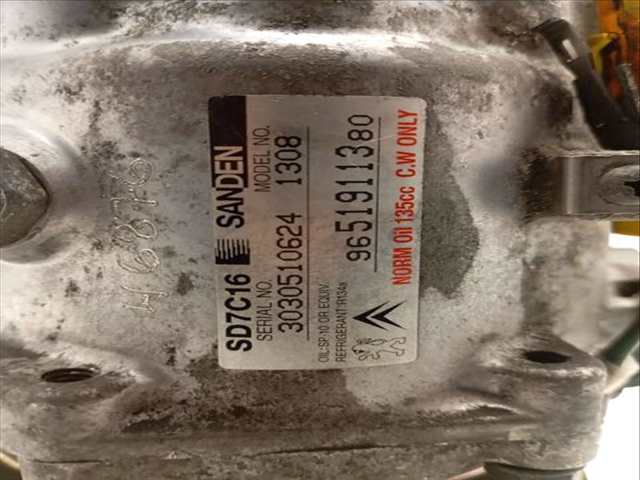 SD7C16 SANDEN
SERIAL NO. MODEL NO.
3030510624 1308
OIL:SP-10 OR EQUIV.
REFRIGERANT:R134a
9651911380
NORM Oil 135cc C.W ONLY